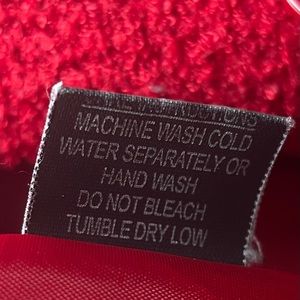 MACHINE WASH COLD
WATER SEPARATELY OR
HAND WASH
DO NOT BLEACH
TUMBLE DRY LOW